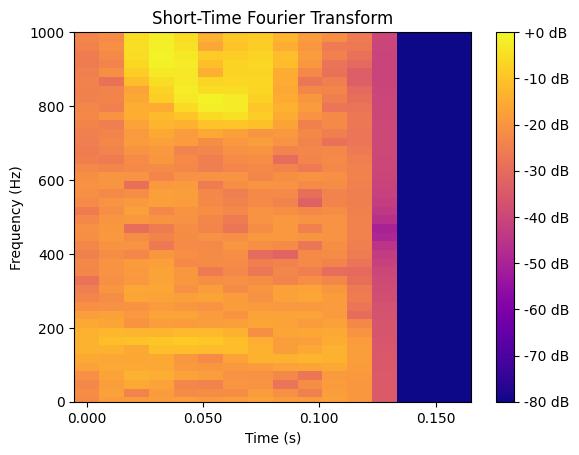 Short-Time Fourier Transform
Frequency (Hz)
1000
800
600
400
200
0
0.000
0.050
0.100
0.150
Time (s)
+0 dB
-10 dB
-20 dB
-30 dB
-40 dB
-50 dB
-60 dB
-70 dB
-80 dB